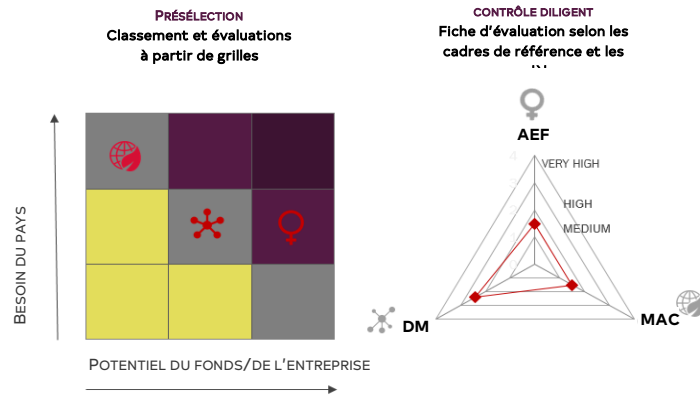 PRÉSÉLECTION
Classement et évaluations
à partir de grilles
BESOIN DU PAYS
POTENTIEL DU FONDS/DE L'ENTREPRISE
CONTRÔLE DILIGENT
Fiche d'évaluation selon les
cadres de référence et les
AEF
4
VERY HIGH
HIGH
MEDIUM
DM
MAC